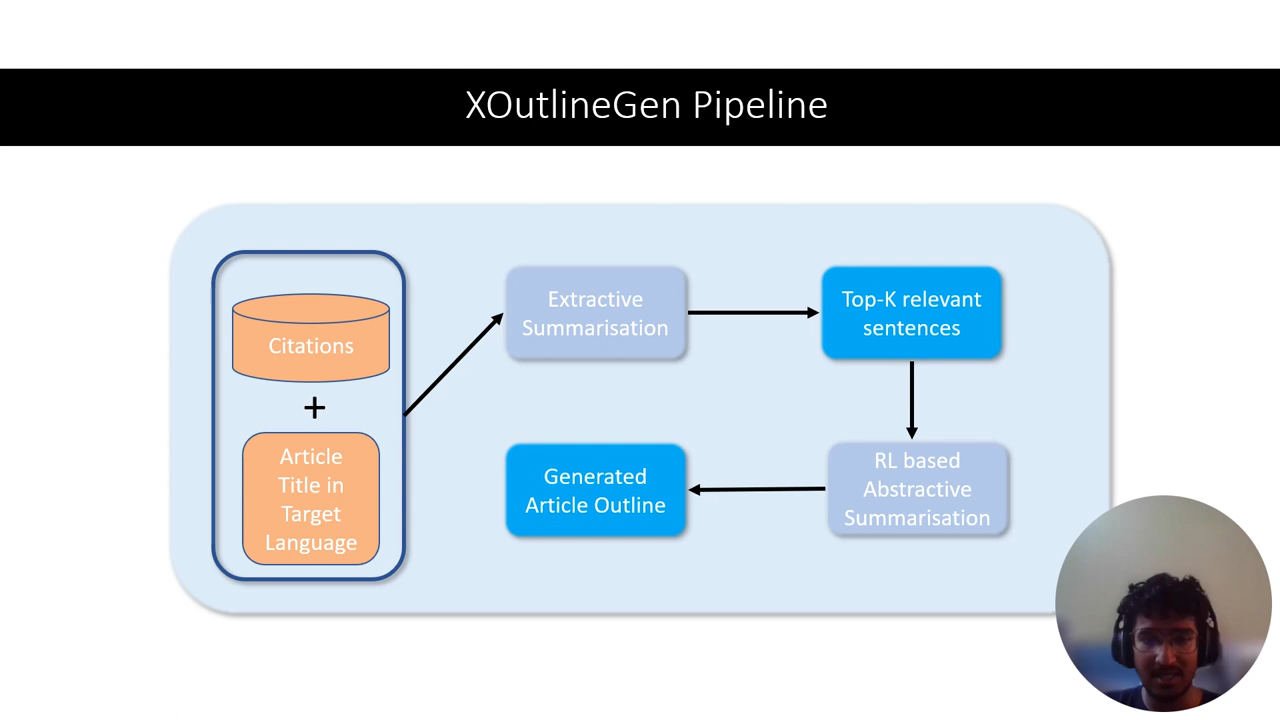 XOutlineGen Pipeline
Citations
+
Article
Title in
Target
Language
Extractive
Summarisation
Top-K relevant
sentences
RL based
Abstractive
Summarisation
Generated
Article Outline